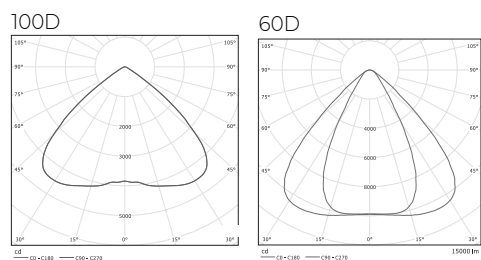 100D
60D
105° 105°
90° 90°
75° 75°
60° 60°
45° 45°
2000
3000
5000
30° 15° 0° 15° 30°
cd
C0 - C180 C90 - C270
105° 105°
90° 90°
75° 75°
60° 60°
45° 45°
4000
6000
8000
30° 15° 0° 15° 30°
cd 15000 lm
C0 - C180 C90 - C270